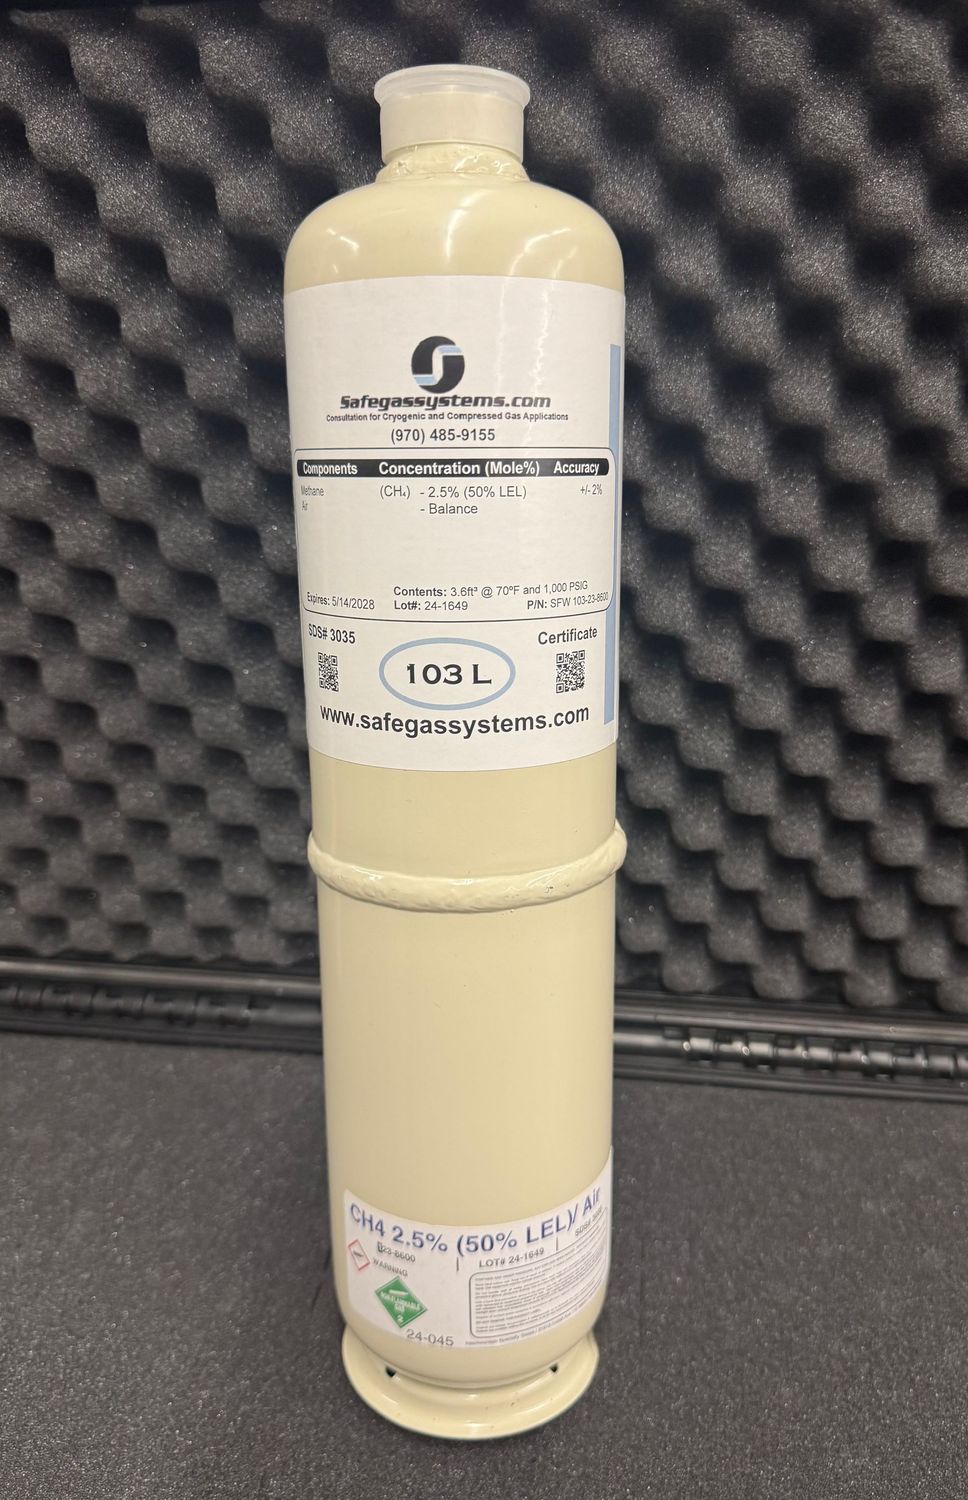 Safegassystems.com
Consultation for Cryogenic and Compressed Gas Applications
(970) 485-9155
Components Concentration (Mole%) Accuracy
Methane (CH₄) - 2.5% (50% LEL) +/- 2%
Air - Balance
Contents: 3.6ft³ @ 70ºF and 1,000 PSIG
Expires: 5/14/2028 Lot#: 24-1649 P/N: SFW 103-23-8600
SDS# 3035 Certificate
103 L
www.safegassystems.com
CH4 2.5% (50% LEL)/ Air
LOT# 24-1649
WARNING
NON-FLAMMABLE
GAS
2
24-045